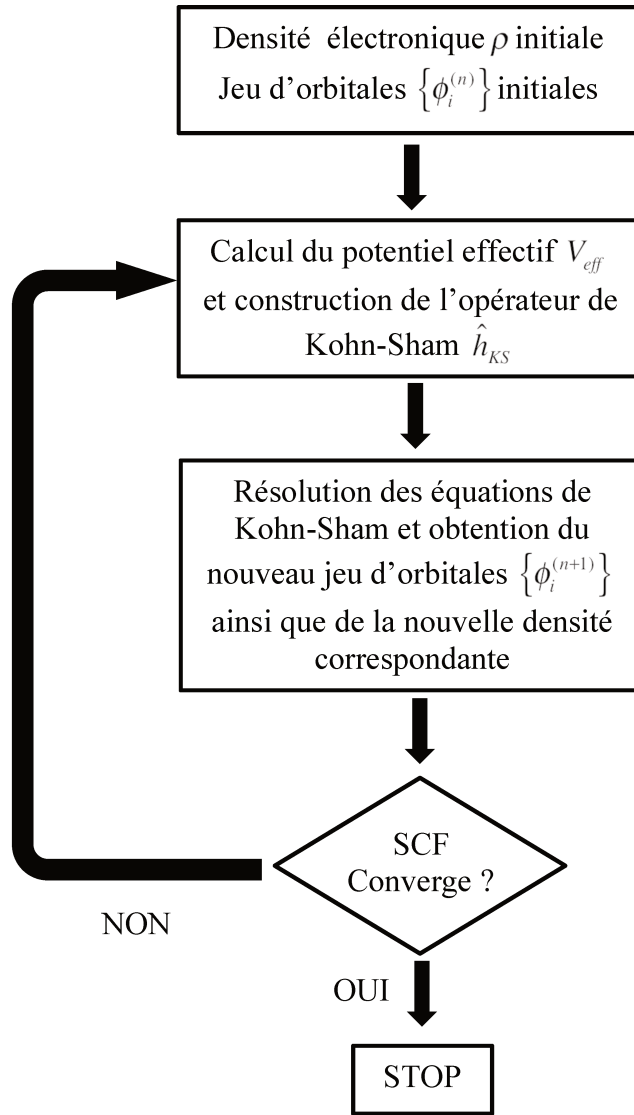 Densité électronique ρ initiale
Jeu d’orbitales {ϕᵢ⁽ⁿ⁾} initiales
Calcul du potentiel effectif V_eff
et construction de l’opérateur de
Kohn-Sham ĥ_KS
Résolution des équations de
Kohn-Sham et obtention du
nouveau jeu d’orbitales {ϕᵢ⁽ⁿ⁺¹⁾}
ainsi que de la nouvelle densité
correspondante
SCF
Converge ?
NON
OUI
STOP